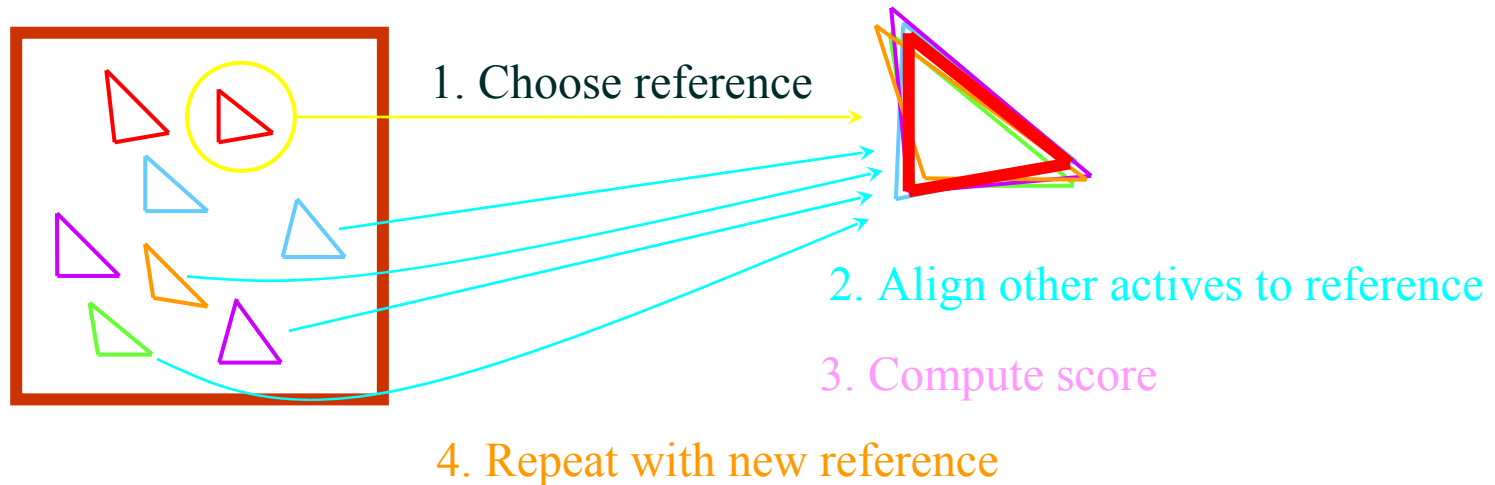 1. Choose reference
2. Align other actives to reference
3. Compute score
4. Repeat with new reference